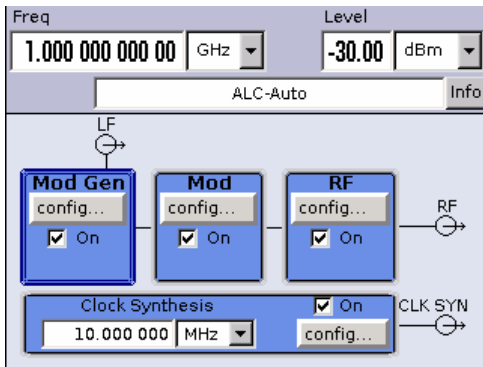 Freq Level
1.000 000 000 00 GHz -30.00 dBm
ALC-Auto Info
LF
Mod Gen Mod RF
config... config... config... RF
On On On
Clock Synthesis On CLK SYN
10.000 000 MHz config...